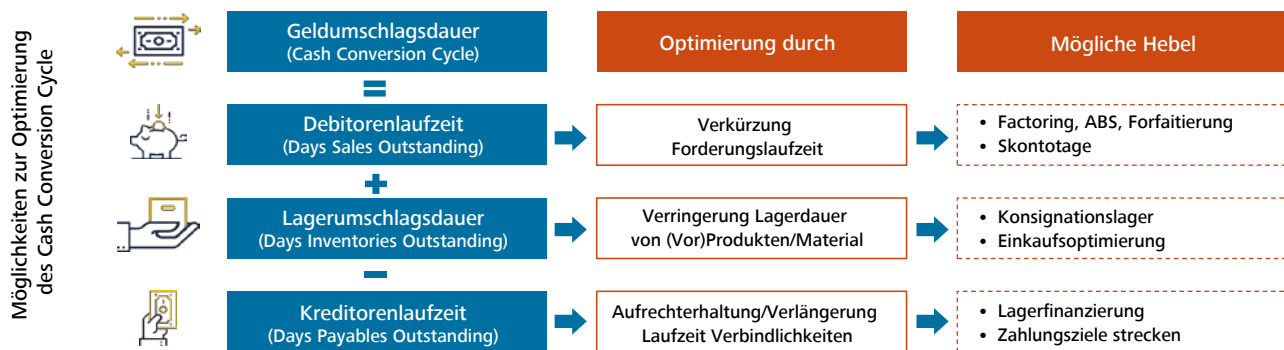 Möglichkeiten zur Optimierung
des Cash Conversion Cycle
Geldumschlagsdauer
(Cash Conversion Cycle)
Optimierung durch
Mögliche Hebel
=
Debitorenlaufzeit
(Days Sales Outstanding)
Verkürzung
Forderungslaufzeit
• Factoring, ABS, Forfaitierung
• Skontotage
+
Lagerumschlagsdauer
(Days Inventories Outstanding)
Verringerung Lagerdauer
von (Vor)Produkten/Material
• Konsignationslager
• Einkaufsoptimierung
–
Kreditorenlaufzeit
(Days Payables Outstanding)
Aufrechterhaltung/Verlängerung
Laufzeit Verbindlichkeiten
• Lagerfinanzierung
• Zahlungsziele strecken